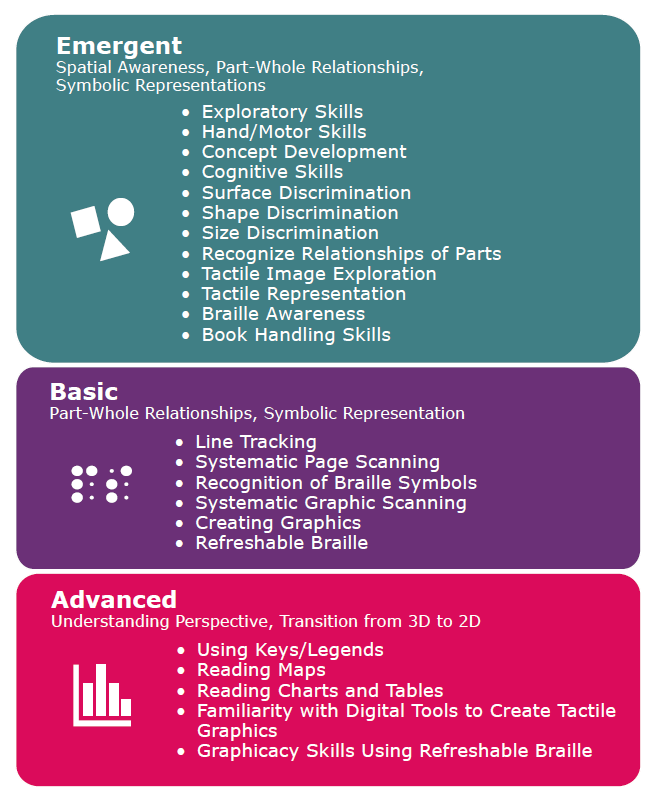 Emergent
Spatial Awareness, Part-Whole Relationships,
Symbolic Representations
• Exploratory Skills
• Hand/Motor Skills
• Concept Development
• Cognitive Skills
• Surface Discrimination
• Shape Discrimination
• Size Discrimination
• Recognize Relationships of Parts
• Tactile Image Exploration
• Tactile Representation
• Braille Awareness
• Book Handling Skills
Basic
Part-Whole Relationships, Symbolic Representation
• Line Tracking
• Systematic Page Scanning
• Recognition of Braille Symbols
• Systematic Graphic Scanning
• Creating Graphics
• Refreshable Braille
Advanced
Understanding Perspective, Transition from 3D to 2D
• Using Keys/Legends
• Reading Maps
• Reading Charts and Tables
• Familiarity with Digital Tools to Create Tactile
Graphics
• Graphicacy Skills Using Refreshable Braille